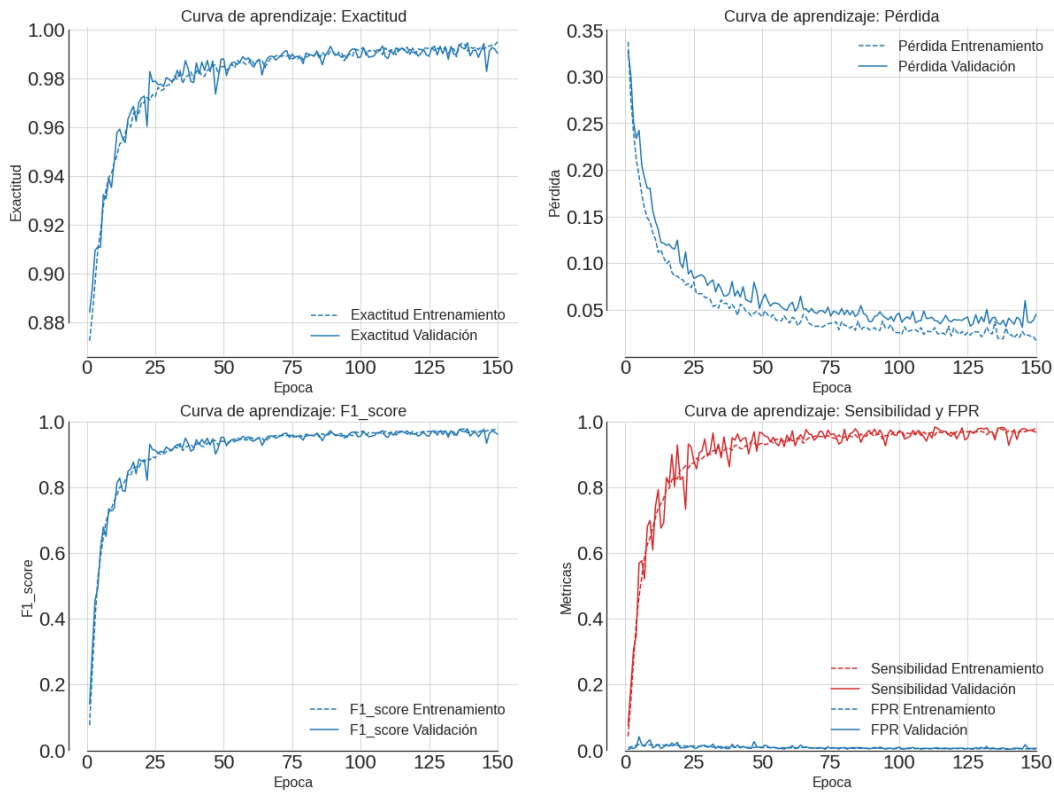 Curva de aprendizaje: Exactitud
1.00
0.98
0.96
0.94
0.92
0.90
0.88
Exactitud
Exactitud Entrenamiento
Exactitud Validación
0 25 50 75 100 125 150
Epoca
Curva de aprendizaje: Pérdida
0.35
0.30
0.25
0.20
0.15
0.10
0.05
Pérdida
Pérdida Entrenamiento
Pérdida Validación
0 25 50 75 100 125 150
Epoca
Curva de aprendizaje: F1_score
1.0
0.8
0.6
0.4
0.2
0.0
F1_score
F1_score Entrenamiento
F1_score Validación
0 25 50 75 100 125 150
Epoca
Curva de aprendizaje: Sensibilidad y FPR
1.0
0.8
0.6
0.4
0.2
0.0
Metricas
Sensibilidad Entrenamiento
Sensibilidad Validación
FPR Entrenamiento
FPR Validación
0 25 50 75 100 125 150
Epoca